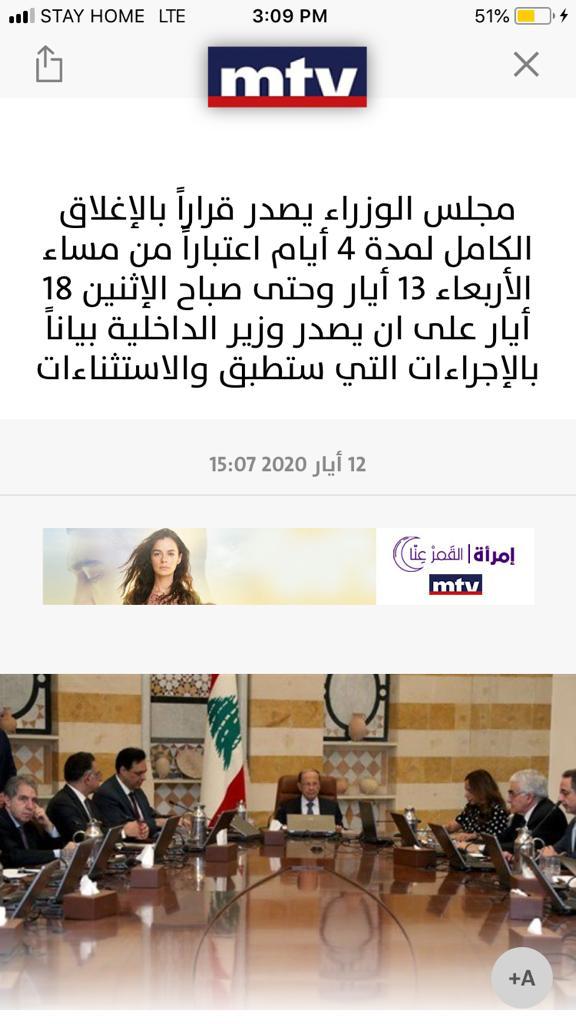 STAY HOME LTE 3:09 PM 51%
mtv
مجلس الوزراء يصدر قراراً بالإغلاق
الكامل لمدة 4 أيام اعتباراً من مساء
الأربعاء 13 أيار وحتى صباح الإثنين 18
أيار على ان يصدر وزير الداخلية بياناً
بالإجراءات التي ستطبق والاستثناءات
12 أيار 2020 15:07
إمرأة | القَمَرْ عِنّا
mtv
+A